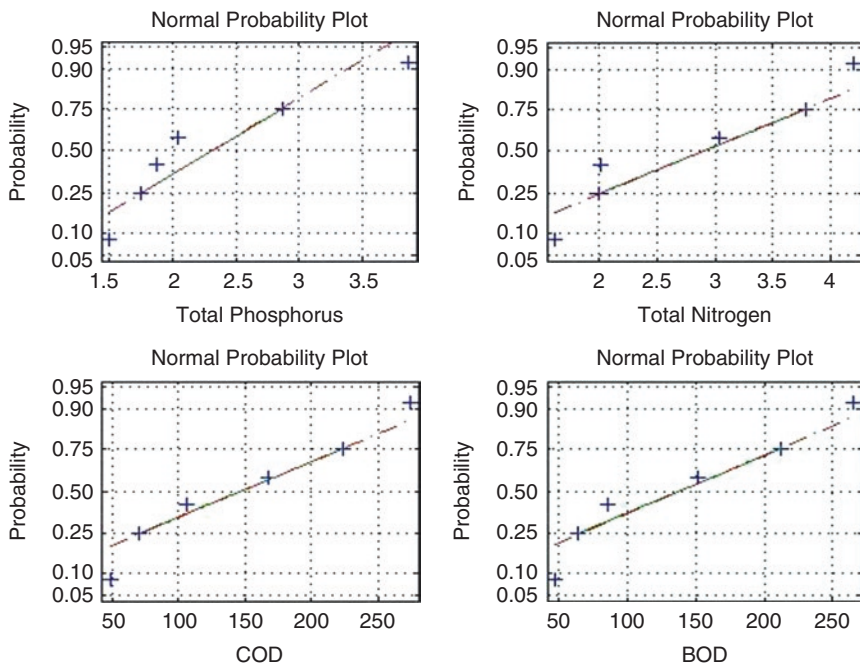 Normal Probability Plot
0.95
0.90
0.75
0.50
0.25
0.10
0.05
Probability
1.5 2 2.5 3 3.5
Total Phosphorus
Normal Probability Plot
0.95
0.90
0.75
0.50
0.25
0.10
0.05
Probability
2 2.5 3 3.5 4
Total Nitrogen
Normal Probability Plot
0.95
0.90
0.75
0.50
0.25
0.10
0.05
Probability
50 100 150 200 250
COD
Normal Probability Plot
0.95
0.90
0.75
0.50
0.25
0.10
0.05
Probability
50 100 150 200 250
BOD